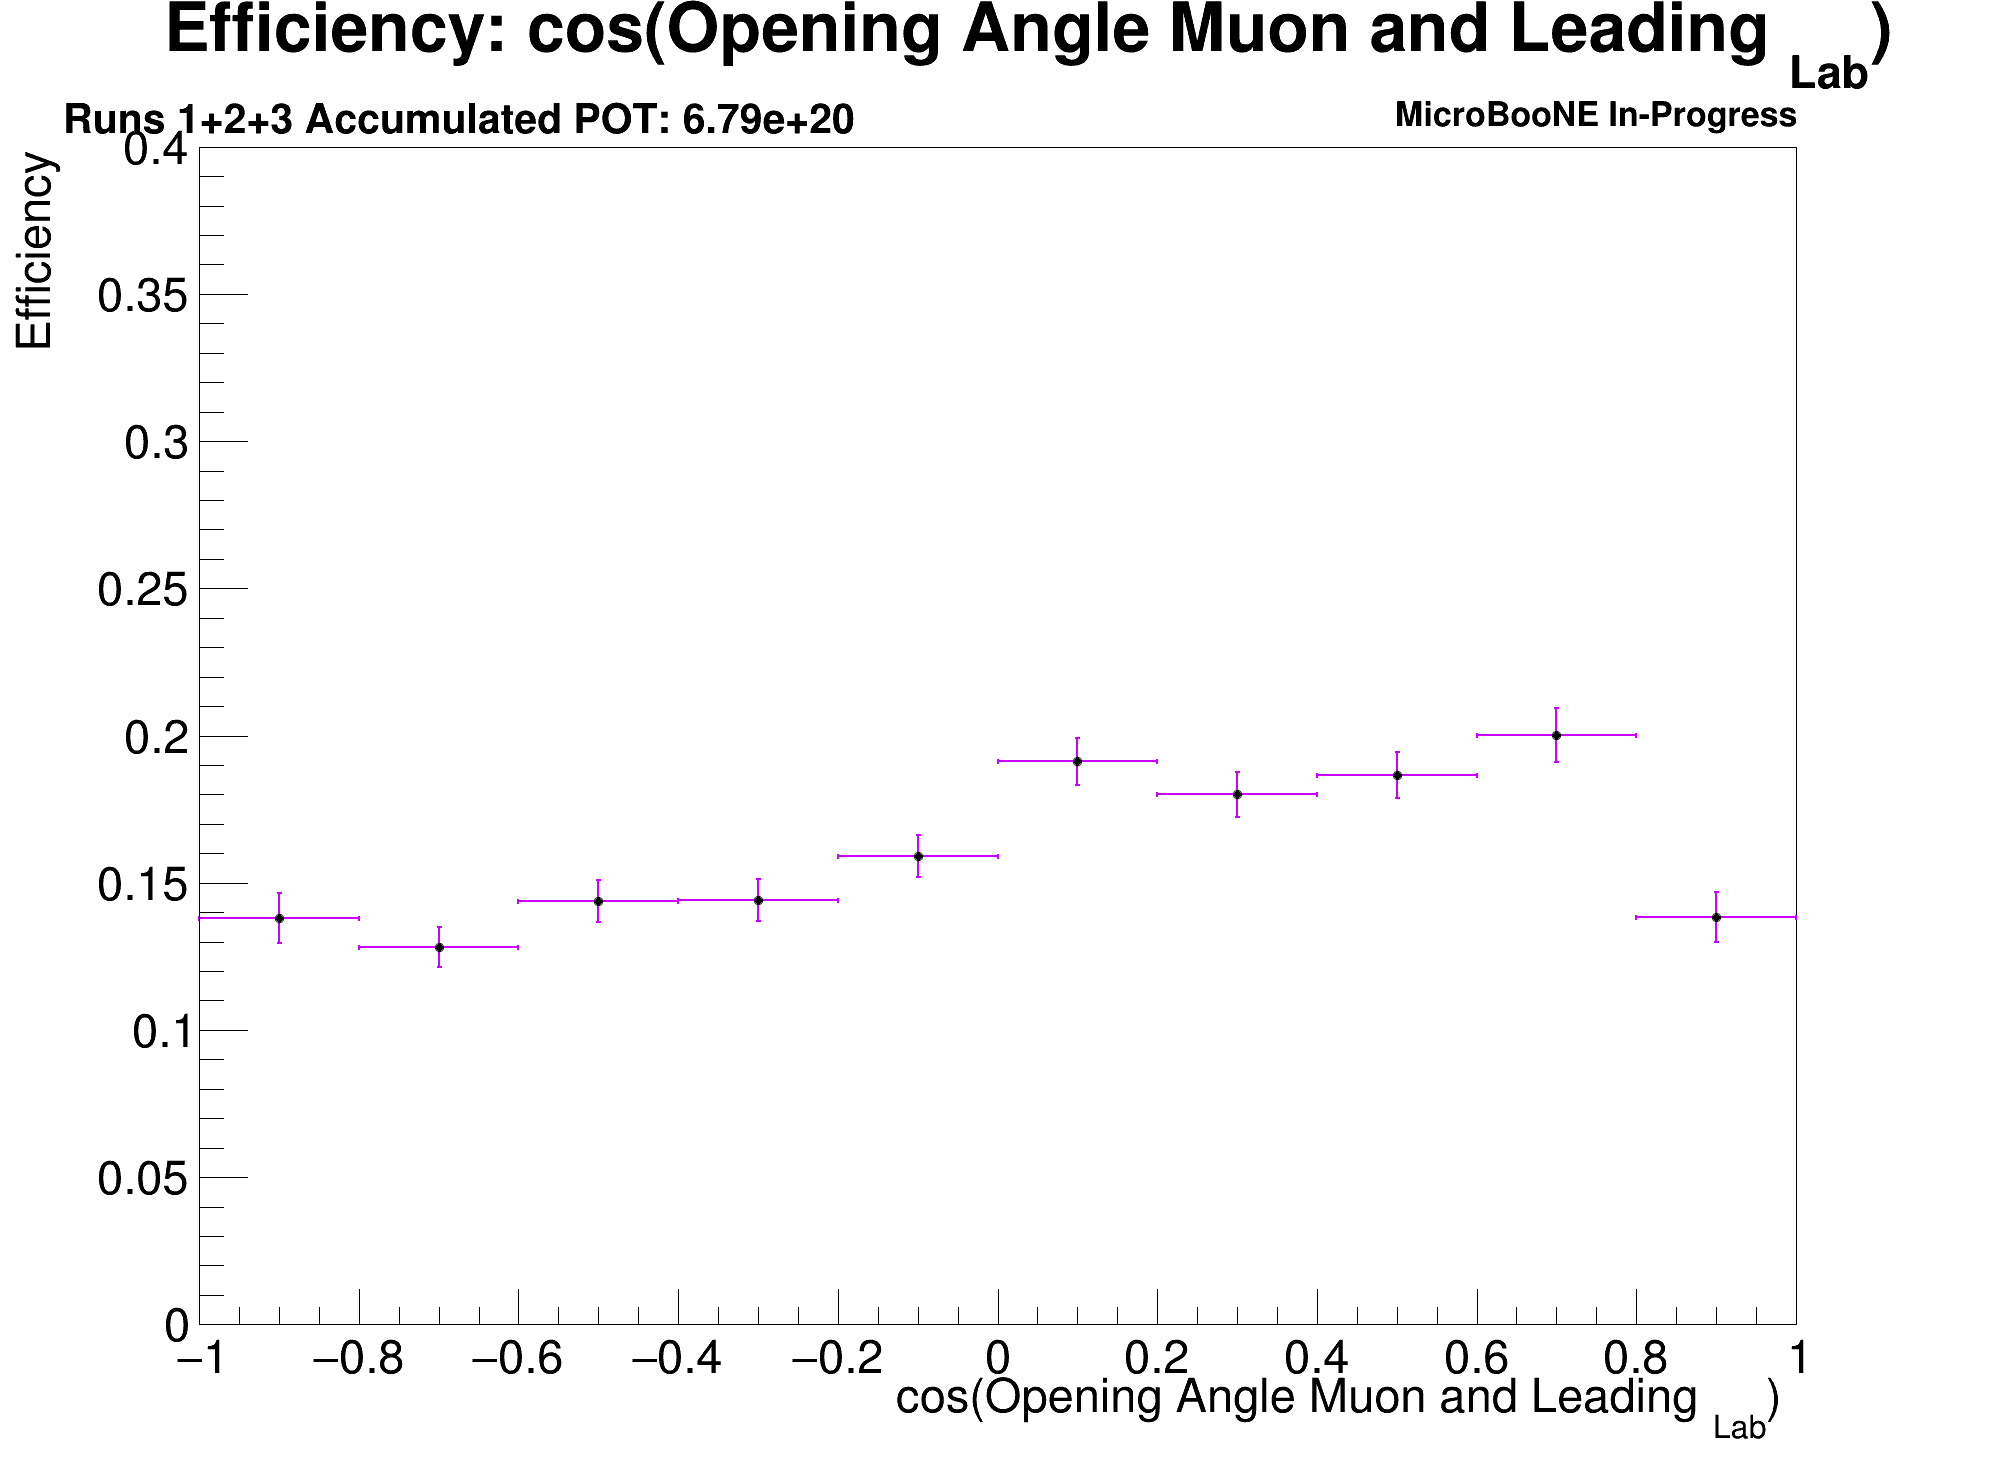 Efficiency: cos(Opening Angle Muon and Leading Lab)
Runs 1+2+3 Accumulated POT: 6.79e+20
MicroBooNE In-Progress
Efficiency
0.4
0.35
0.3
0.25
0.2
0.15
0.1
0.05
0
−1 −0.8 −0.6 −0.4 −0.2 0 0.2 0.4 0.6 0.8 1
cos(Opening Angle Muon and Leading Lab)